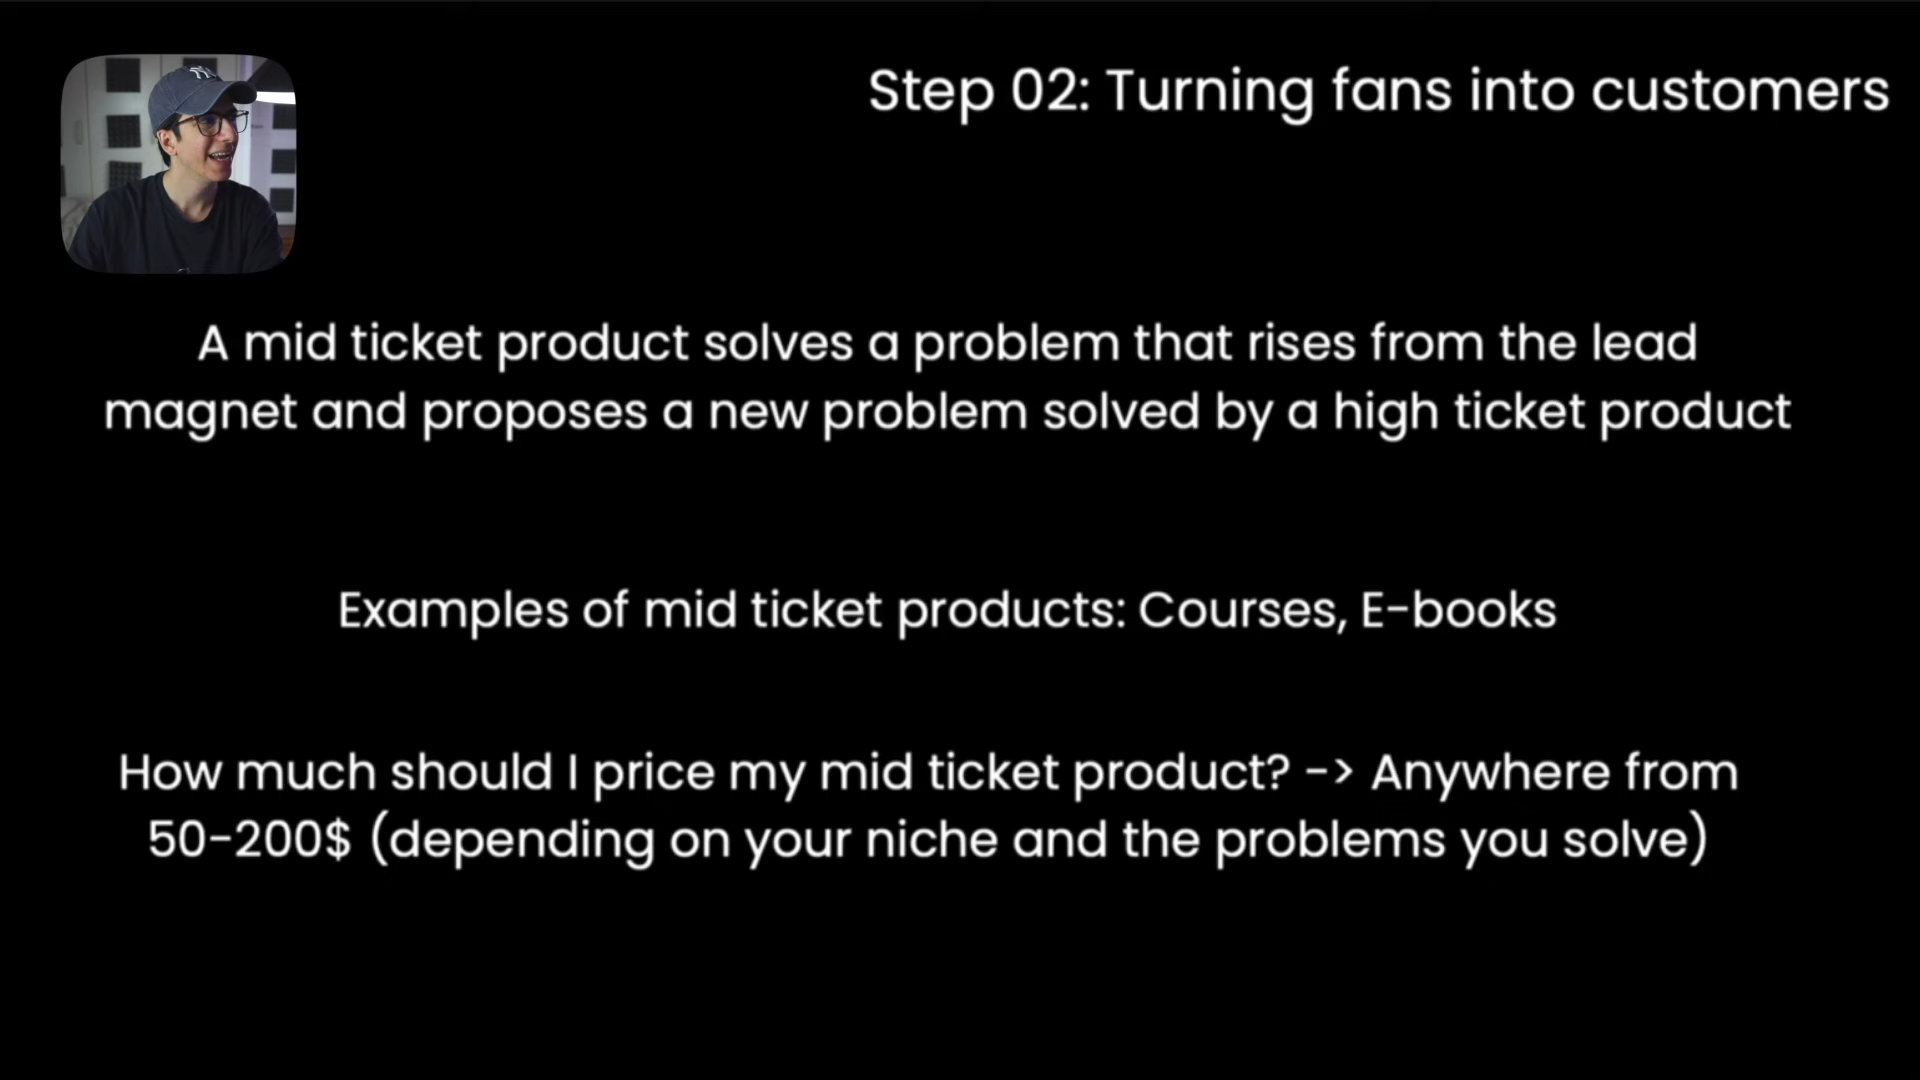 Step 02: Turning fans into customers
A mid ticket product solves a problem that rises from the lead
magnet and proposes a new problem solved by a high ticket product
Examples of mid ticket products: Courses, E-books
How much should I price my mid ticket product? -> Anywhere from
50-200$ (depending on your niche and the problems you solve)